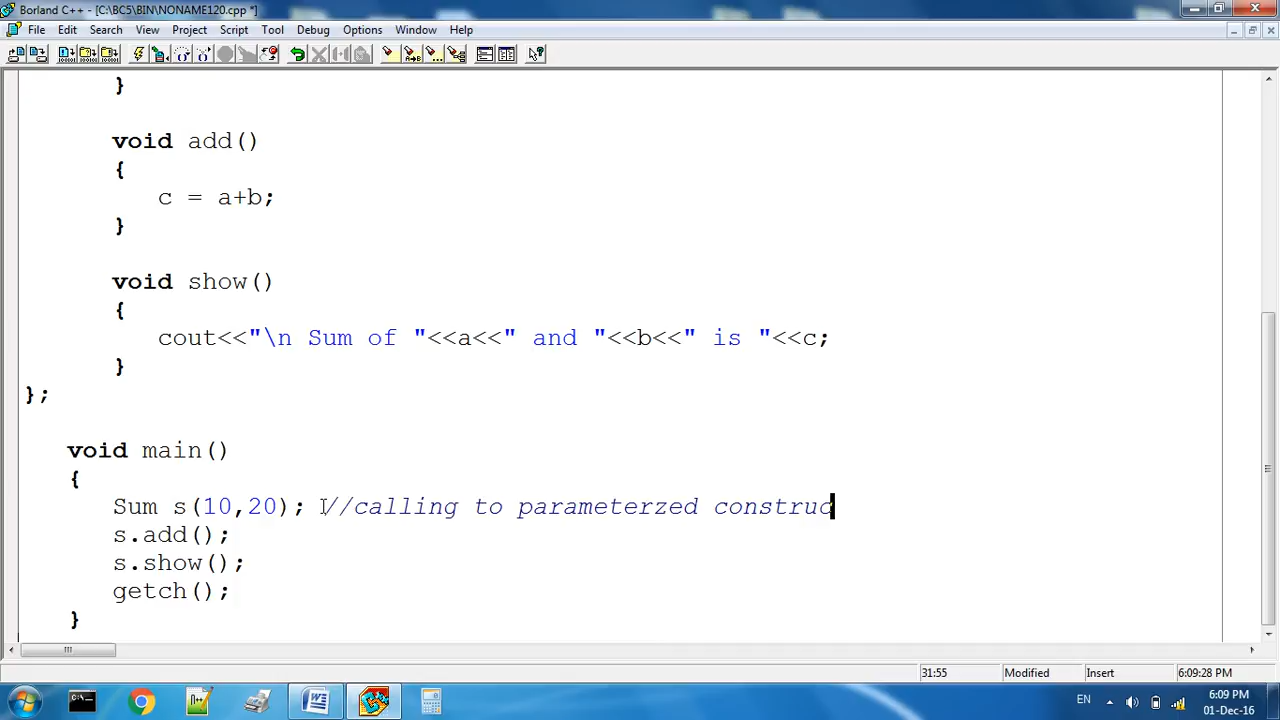 Borland C++ - [C:\BC5\BIN\NONAME120.cpp *]
File Edit Search View Project Script Tool Debug Options Window Help
}
void add()
{
c = a+b;
}
void show()
{
cout<<"\n Sum of "<<a<<" and "<<b<<" is "<<c;
}
};
void main()
{
Sum s(10,20); //calling to parameterzed construc
s.add();
s.show();
getch();
}
31:55 Modified Insert 6:09:28 PM
EN 6:09 PM
01-Dec-16